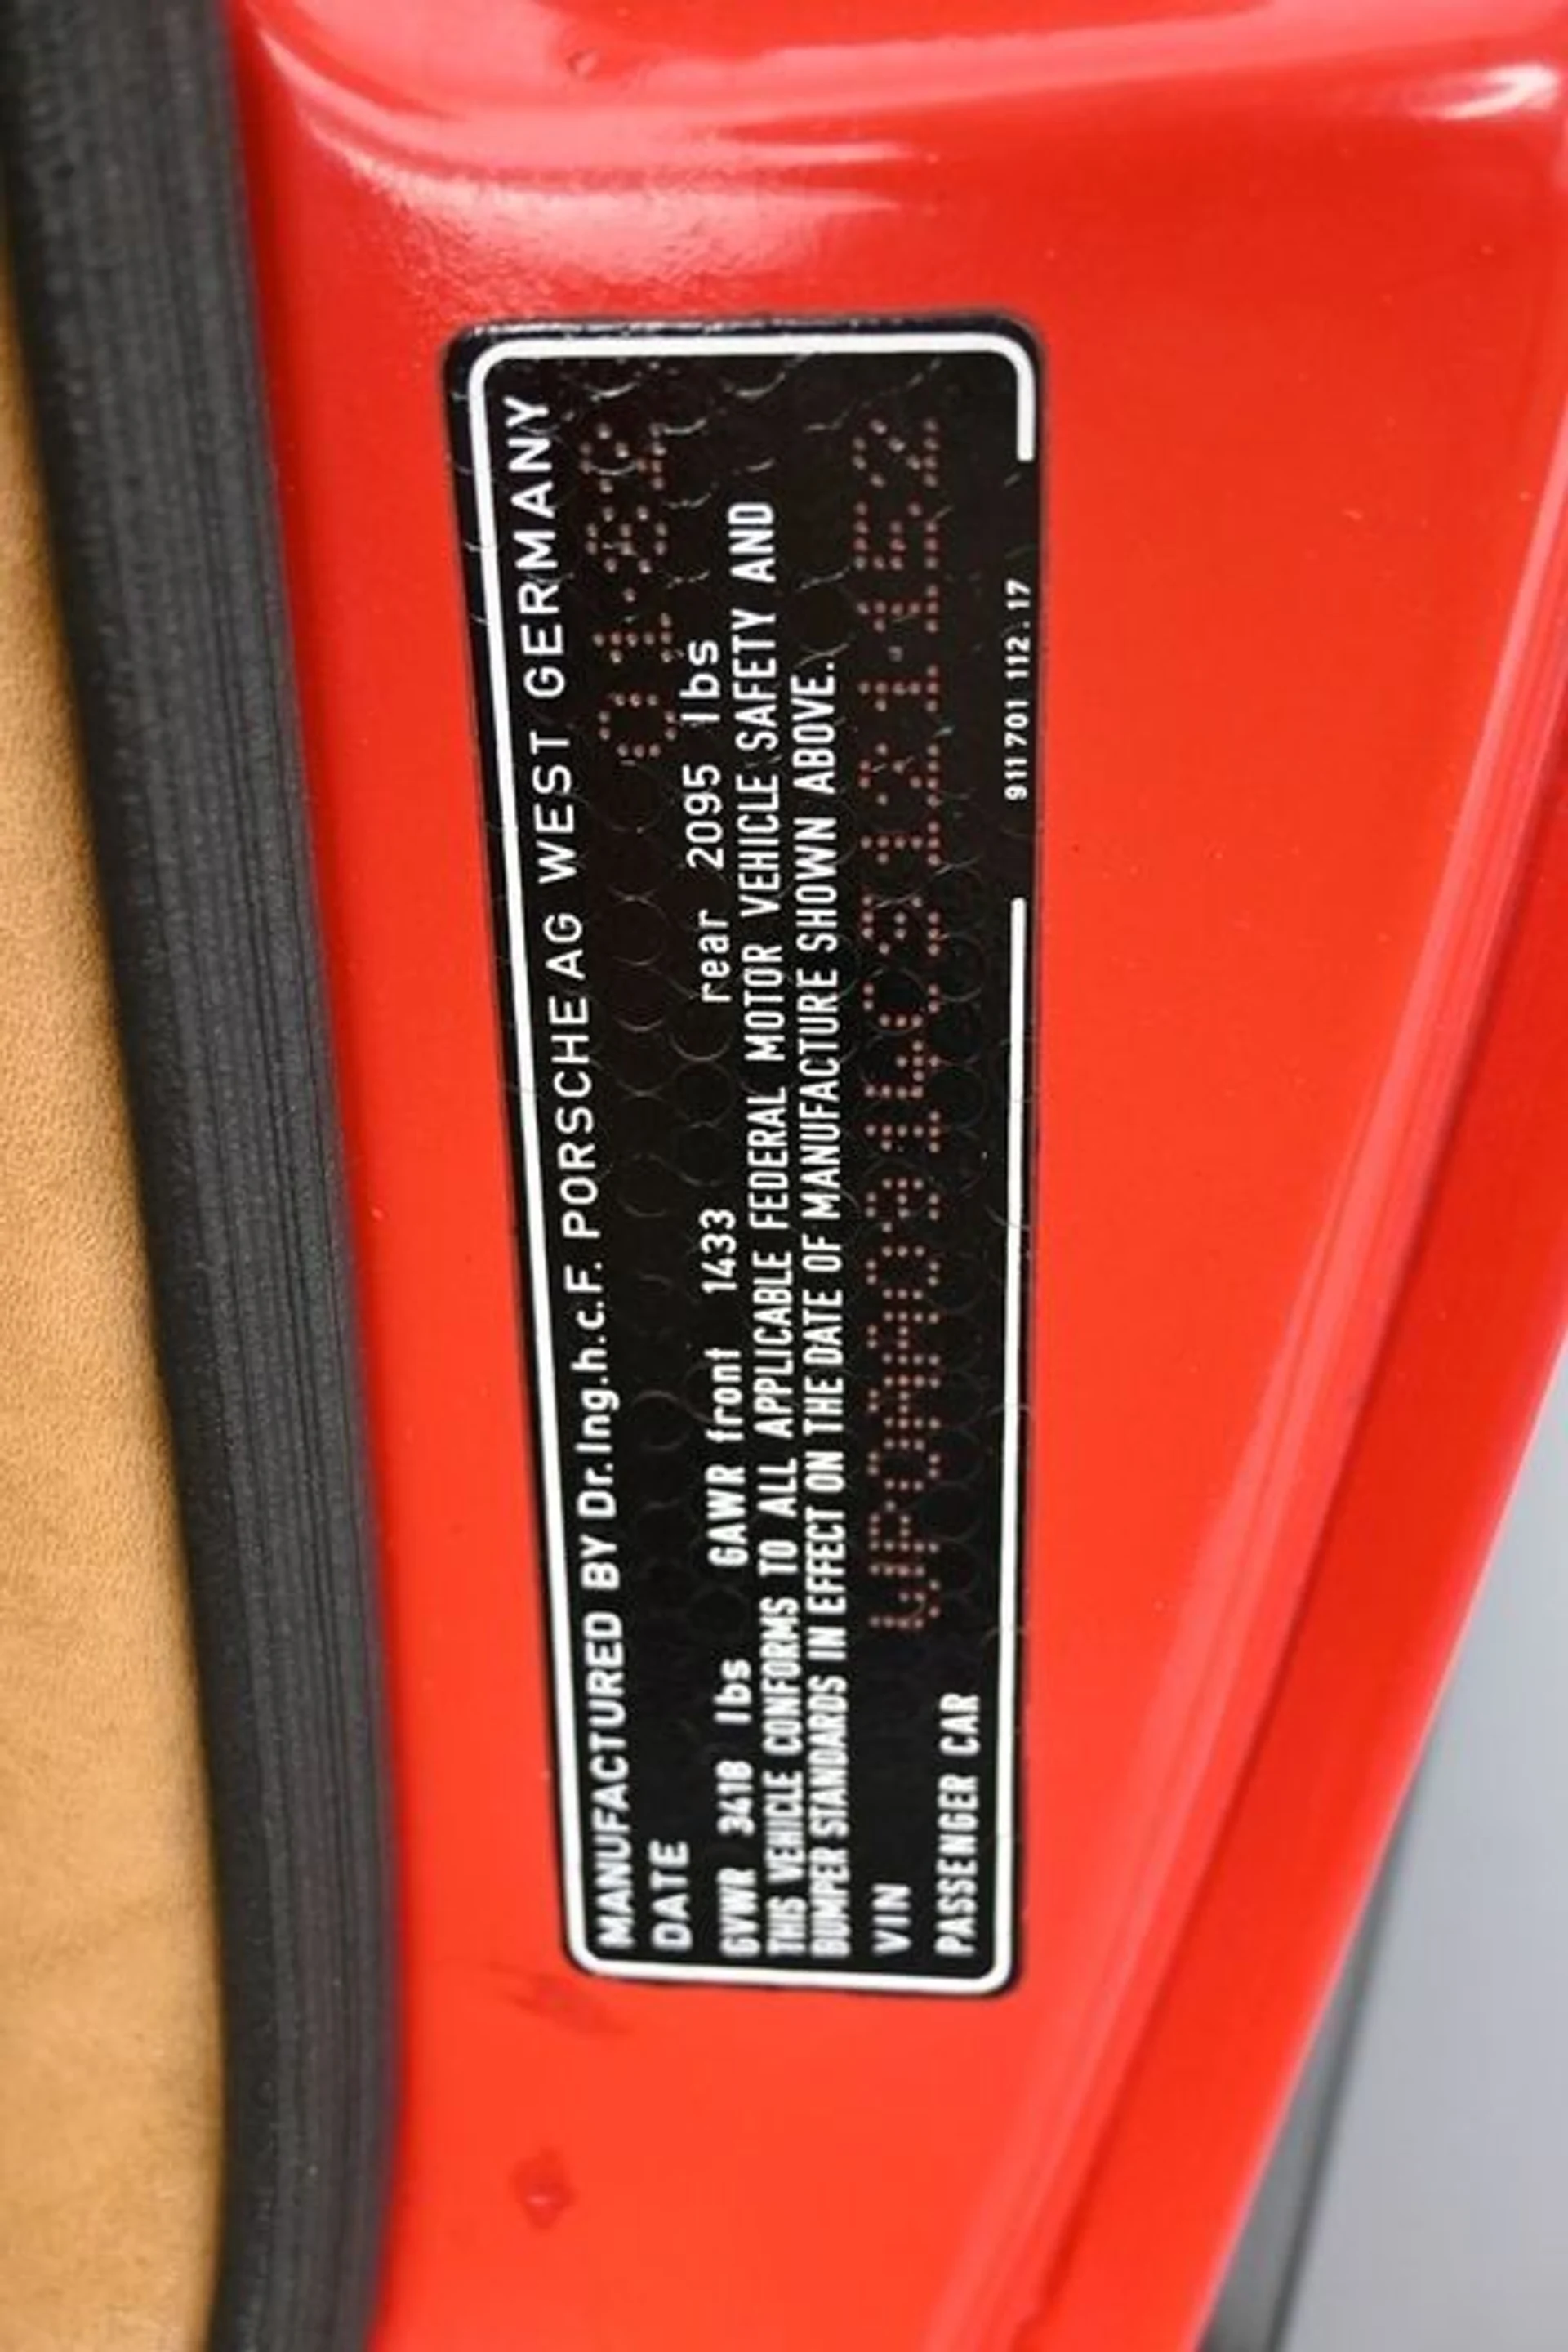 MANUFACTURED BY Dr.Ing.h.c.F. PORSCHE AG WEST GERMANY
DATE 01-82
GVWR 3418 lbs GAWR front 1433 rear 2095 lbs
THIS VEHICLE CONFORMS TO ALL APPLICABLE FEDERAL MOTOR VEHICLE SAFETY AND
BUMPER STANDARDS IN EFFECT ON THE DATE OF MANUFACTURE SHOWN ABOVE.
VIN WP0AA0914CS121152
PASSENGER CAR
911 701 112.17